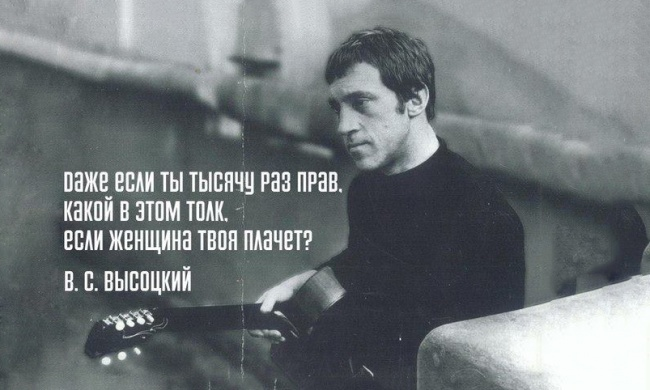 Даже если ты тысячу раз прав,
какой в этом толк,
если женщина твоя плачет?
В. С. Высоцкий